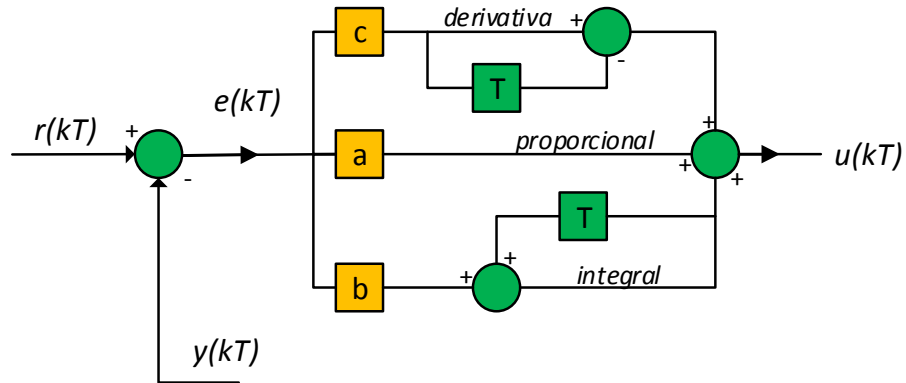 c
derivativa
+
-
T
e(kT)
r(kT)
+
-
a
proporcional
+
+
+
u(kT)
T
+
+
b
integral
y(kT)